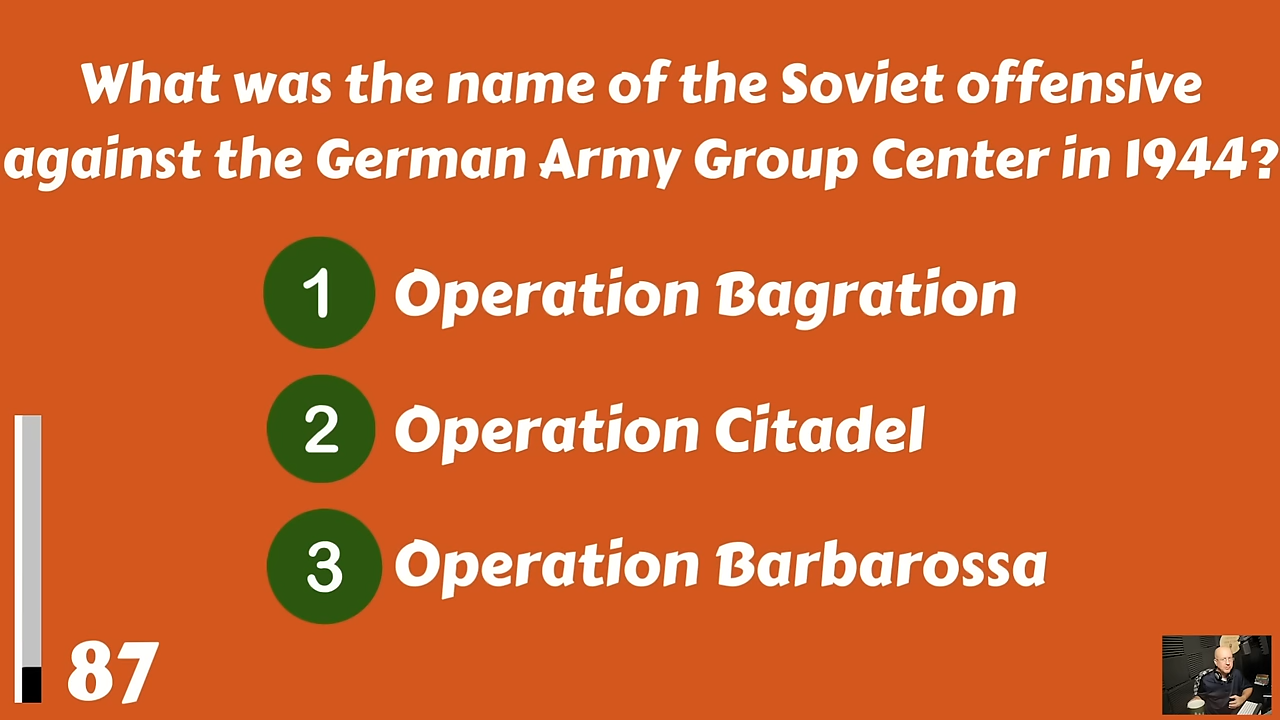 What was the name of the Soviet offensive
against the German Army Group Center in 1944?
1 Operation Bagration
2 Operation Citadel
3 Operation Barbarossa
87